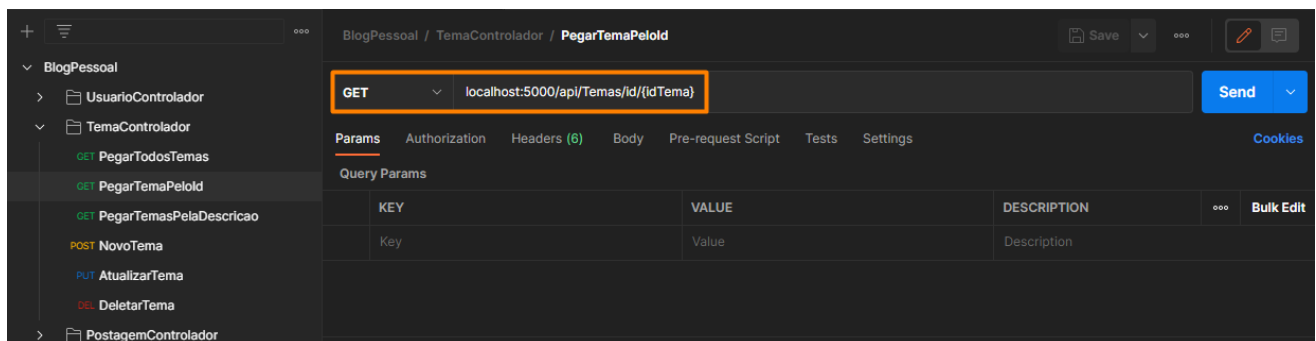 BlogPessoal / TemaControlador / PegarTemaPeloId
Save
BlogPessoal
UsuarioControlador
TemaControlador
GET PegarTodosTemas
GET PegarTemaPeloId
GET PegarTemasPelaDescricao
POST NovoTema
PUT AtualizarTema
DEL DeletarTema
PostagemControlador
GET localhost:5000/api/Temas/id/{idTema}
Send
Params Authorization Headers (6) Body Pre-request Script Tests Settings Cookies
Query Params
KEY VALUE DESCRIPTION Bulk Edit
Key Value Description